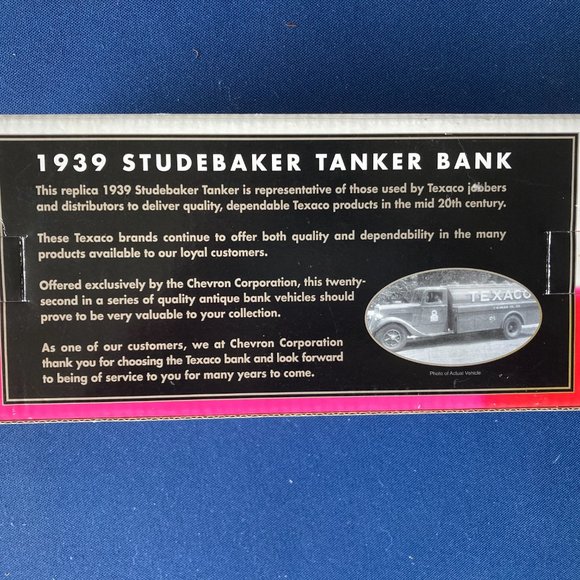 1939 STUDEBAKER TANKER BANK
This replica 1939 Studebaker Tanker is representative of those used by Texaco jobbers
and distributors to deliver quality, dependable Texaco products in the mid 20th century.
These Texaco brands continue to offer both quality and dependability in the many
products available to our loyal customers.
Offered exclusively by the Chevron Corporation, this twenty-
second in a series of quality antique bank vehicles should
prove to be very valuable to your collection.
As one of our customers, we at Chevron Corporation
thank you for choosing the Texaco bank and look forward
to being of service to you for many years to come.
TEXACO
Photo of Actual Vehicle